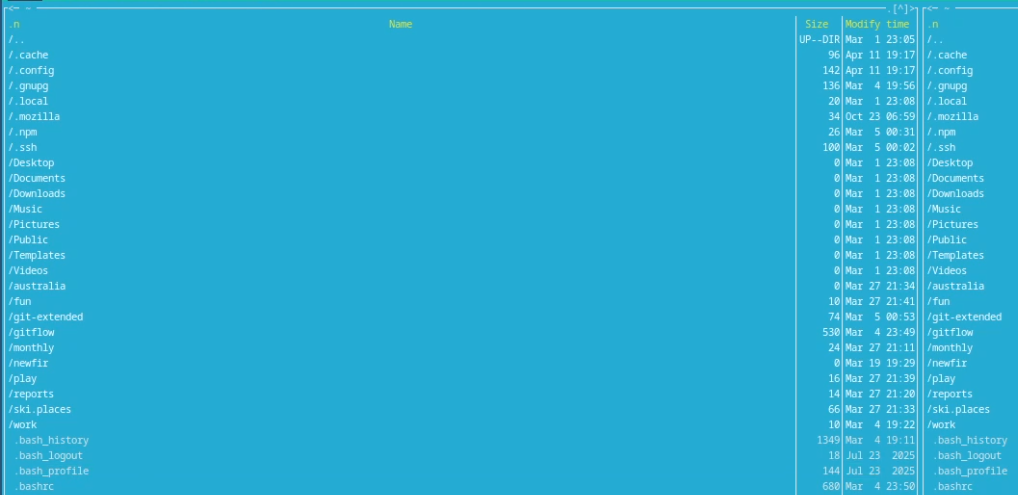 <─ ~ .[^]> <─ ~
.n Name Size Modify time .n
/.. UP--DIR Mar 1 23:05 /..
/.cache 96 Apr 11 19:17 /.cache
/.config 142 Apr 11 19:17 /.config
/.gnupg 136 Mar 4 19:56 /.gnupg
/.local 20 Mar 1 23:08 /.local
/.mozilla 34 Oct 23 06:59 /.mozilla
/.npm 26 Mar 5 00:31 /.npm
/.ssh 100 Mar 5 00:02 /.ssh
/Desktop 0 Mar 1 23:08 /Desktop
/Documents 0 Mar 1 23:08 /Documents
/Downloads 0 Mar 1 23:08 /Downloads
/Music 0 Mar 1 23:08 /Music
/Pictures 0 Mar 1 23:08 /Pictures
/Public 0 Mar 1 23:08 /Public
/Templates 0 Mar 1 23:08 /Templates
/Videos 0 Mar 1 23:08 /Videos
/australia 0 Mar 27 21:34 /australia
/fun 10 Mar 27 21:41 /fun
/git-extended 74 Mar 5 00:53 /git-extended
/gitflow 530 Mar 4 23:49 /gitflow
/monthly 24 Mar 27 21:11 /monthly
/newfir 0 Mar 19 19:29 /newfir
/play 16 Mar 27 21:39 /play
/reports 14 Mar 27 21:20 /reports
/ski.places 66 Mar 27 21:33 /ski.places
/work 10 Mar 4 19:22 /work
.bash_history 1349 Mar 4 19:11 .bash_history
.bash_logout 18 Jul 23 2025 .bash_logout
.bash_profile 144 Jul 23 2025 .bash_profile
.bashrc 680 Mar 4 23:50 .bashrc